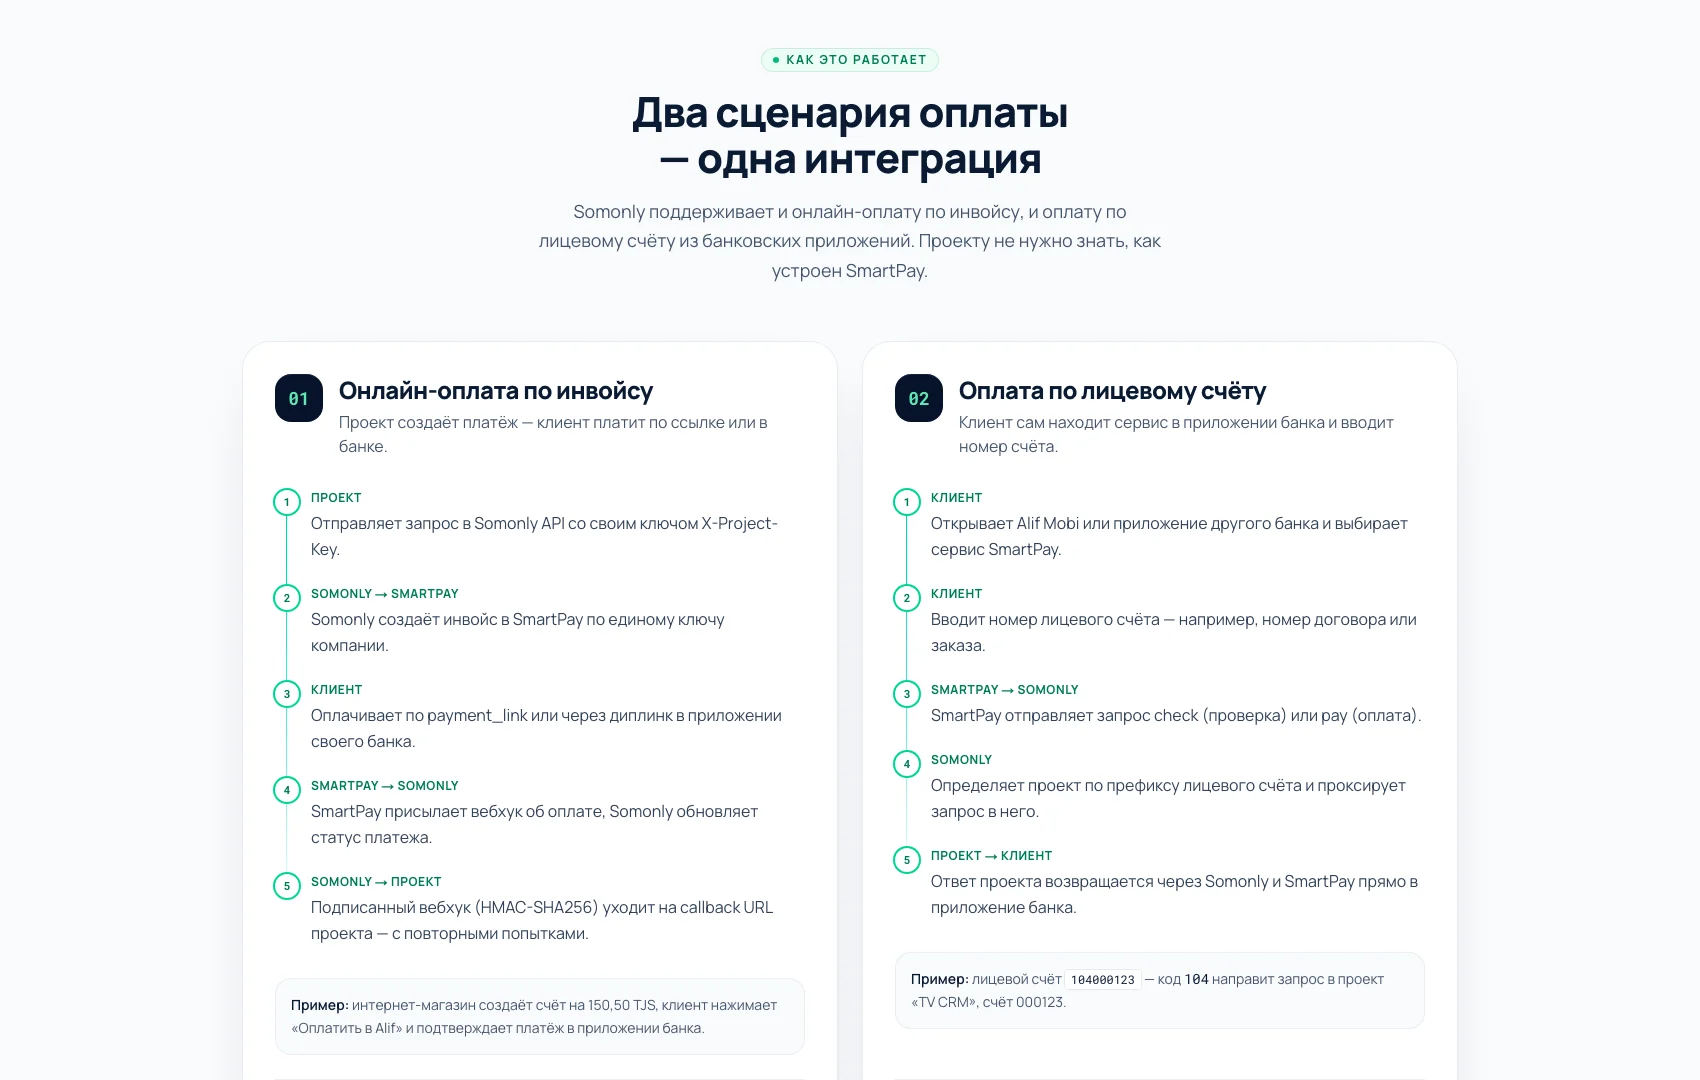 КАК ЭТО РАБОТАЕТ
Два сценария оплаты
— одна интеграция
Somonly поддерживает и онлайн-оплату по инвойсу, и оплату по
лицевому счёту из банковских приложений. Проекту не нужно знать, как
устроен SmartPay.
01
Онлайн-оплата по инвойсу
Проект создаёт платёж — клиент платит по ссылке или в
банке.
1
ПРОЕКТ
Отправляет запрос в Somonly API со своим ключом X-Project-
Key.
2
SOMONLY → SMARTPAY
Somonly создаёт инвойс в SmartPay по единому ключу
компании.
3
КЛИЕНТ
Оплачивает по payment_link или через диплинк в приложении
своего банка.
4
SMARTPAY → SOMONLY
SmartPay присылает вебхук об оплате, Somonly обновляет
статус платежа.
5
SOMONLY → ПРОЕКТ
Подписанный вебхук (HMAC-SHA256) уходит на callback URL
проекта — с повторными попытками.
Пример: интернет-магазин создаёт счёт на 150,50 TJS, клиент нажимает
«Оплатить в Alif» и подтверждает платёж в приложении банка.
02
Оплата по лицевому счёту
Клиент сам находит сервис в приложении банка и вводит
номер счёта.
1
КЛИЕНТ
Открывает Alif Mobi или приложение другого банка и выбирает
сервис SmartPay.
2
КЛИЕНТ
Вводит номер лицевого счёта — например, номер договора или
заказа.
3
SMARTPAY → SOMONLY
SmartPay отправляет запрос check (проверка) или pay (оплата).
4
SOMONLY
Определяет проект по префиксу лицевого счёта и проксирует
запрос в него.
5
ПРОЕКТ → КЛИЕНТ
Ответ проекта возвращается через Somonly и SmartPay прямо в
приложение банка.
Пример: лицевой счёт 104000123 — код 104 направит запрос в проект
«TV CRM», счёт 000123.